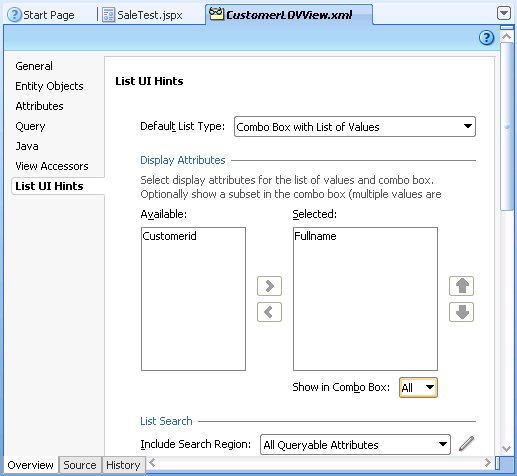 Start Page
SaleTest.jspx
CustomerLOVView.xml
General
Entity Objects
Attributes
Query
Java
View Accessors
List UI Hints
List UI Hints
Default List Type: Combo Box with List of Values
Display Attributes
Select display attributes for the list of values and combo box.
Optionally show a subset in the combo box (multiple values are
Available:
Selected:
Customerid
Fullname
Show in Combo Box: All
List Search
Include Search Region: All Queryable Attributes
Overview
Source
History